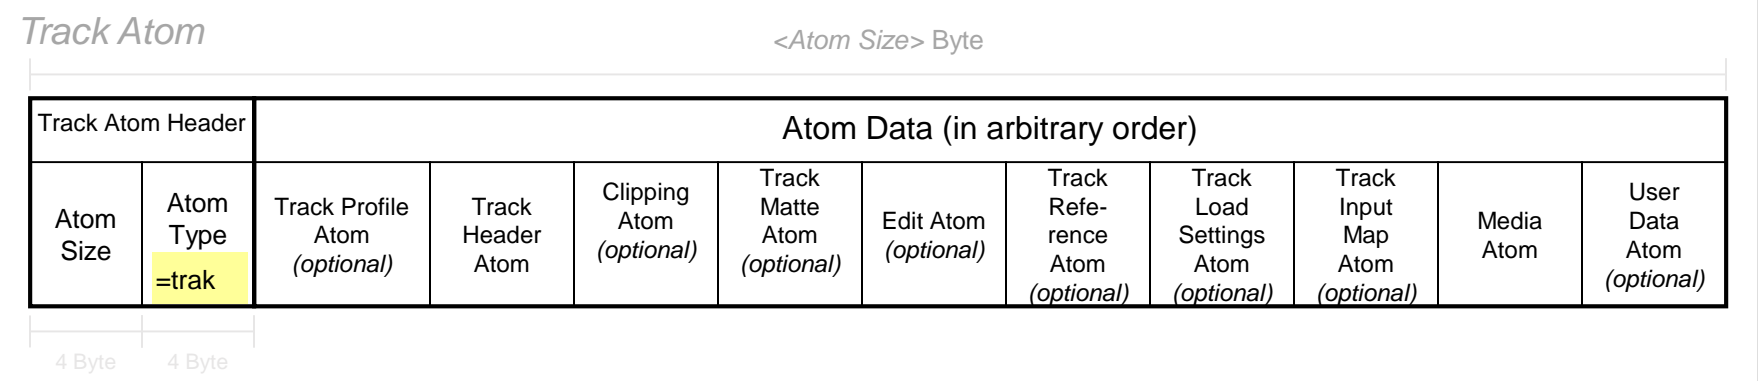 Track Atom
<Atom Size> Byte
Track Atom Header
Atom Data (in arbitrary order)
Atom
Size
Atom
Type
=trak
Track Profile
Atom
(optional)
Track
Header
Atom
Clipping
Atom
(optional)
Track
Matte
Atom
(optional)
Edit Atom
(optional)
Track
Refe-
rence
Atom
(optional)
Track
Load
Settings
Atom
(optional)
Track
Input
Map
Atom
(optional)
Media
Atom
User
Data
Atom
(optional)
4 Byte
4 Byte